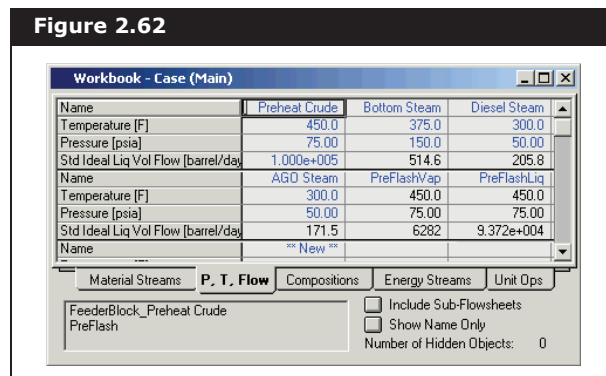 Figure 2.62
Workbook - Case (Main)
Name Preheat Crude Bottom Steam Diesel Steam
Temperature [F] 450.0 375.0 300.0
Pressure [psia] 75.00 150.0 50.00
Std Ideal Liq Vol Flow [barrel/day 1.000e+005 514.6 205.8
Name AGO Steam PreFlashVap PreFlashLiq
Temperature [F] 300.0 450.0 450.0
Pressure [psia] 50.00 75.00 75.00
Std Ideal Liq Vol Flow [barrel/day 171.5 6282 9.372e+004
Name ** New **
Material Streams P, T, Flow Compositions Energy Streams Unit Ops
FeederBlock_Preheat Crude
PreFlash
Include Sub-Flowsheets
Show Name Only
Number of Hidden Objects: 0